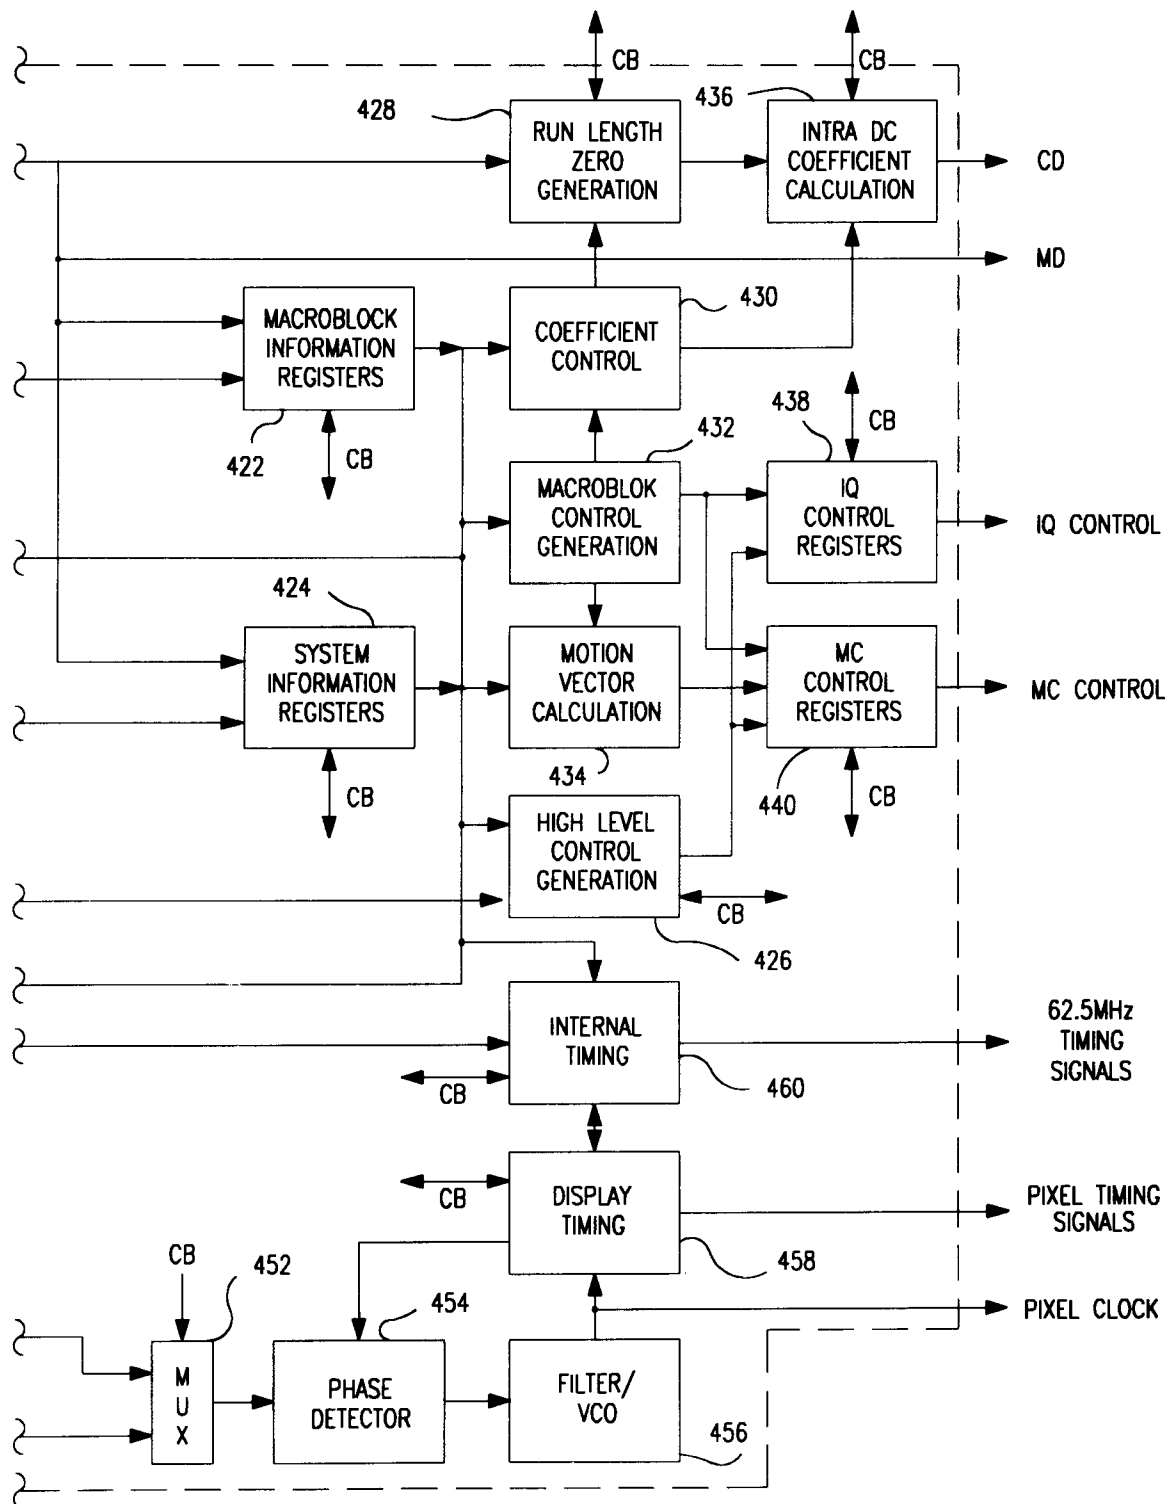 CB
CB
428
436
RUN LENGTH
ZERO
GENERATION
INTRA DC
COEFFICIENT
CALCULATION
CD
MD
MACROBLOCK
INFORMATION
REGISTERS
430
COEFFICIENT
CONTROL
422
CB
432
438
CB
MACROBLOK
CONTROL
GENERATION
IQ
CONTROL
REGISTERS
IQ CONTROL
424
SYSTEM
INFORMATION
REGISTERS
MOTION
VECTOR
CALCULATION
MC
CONTROL
REGISTERS
MC CONTROL
CB
434
440
CB
HIGH LEVEL
CONTROL
GENERATION
CB
426
INTERNAL
TIMING
62.5MHz
TIMING
SIGNALS
CB
460
DISPLAY
TIMING
CB
PIXEL TIMING
SIGNALS
458
CB
452
454
PIXEL CLOCK
M
U
X
PHASE
DETECTOR
FILTER/
VCO
456